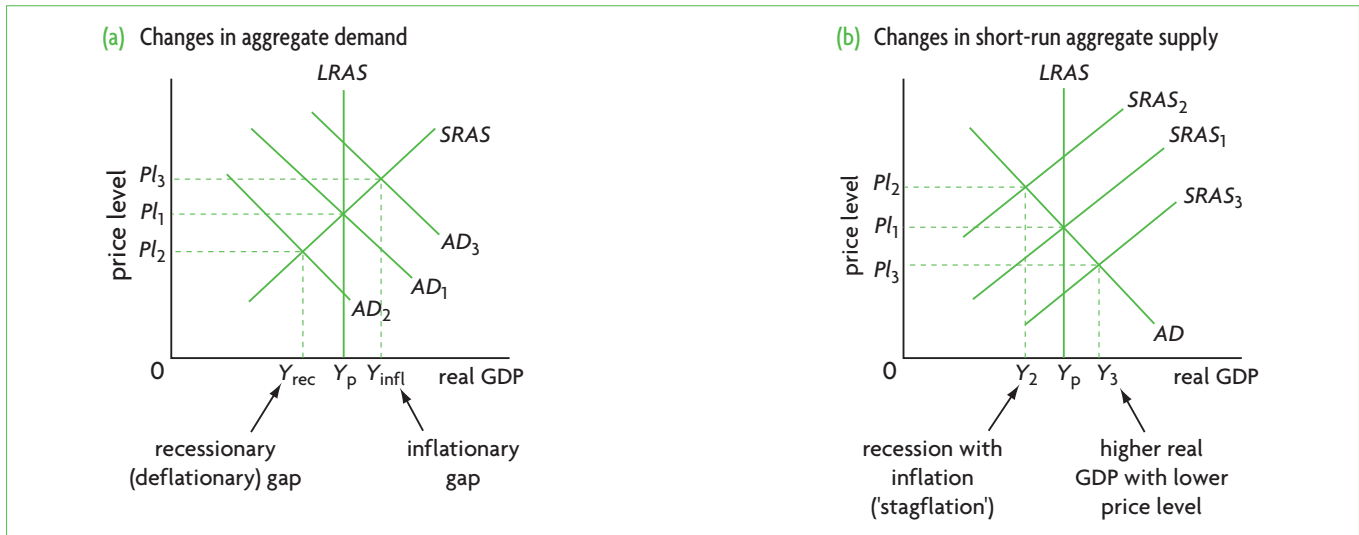 (a) Changes in aggregate demand
LRAS
SRAS
Pl3
Pl1
Pl2
price level
AD3
AD1
AD2
0
Yrec
Yp
Yinfl
real GDP
recessionary
(deflationary) gap
inflationary
gap
(b) Changes in short-run aggregate supply
LRAS
SRAS2
SRAS1
SRAS3
Pl2
Pl1
Pl3
price level
AD
0
Y2
Yp
Y3
real GDP
recession with
inflation
('stagflation')
higher real
GDP with lower
price level